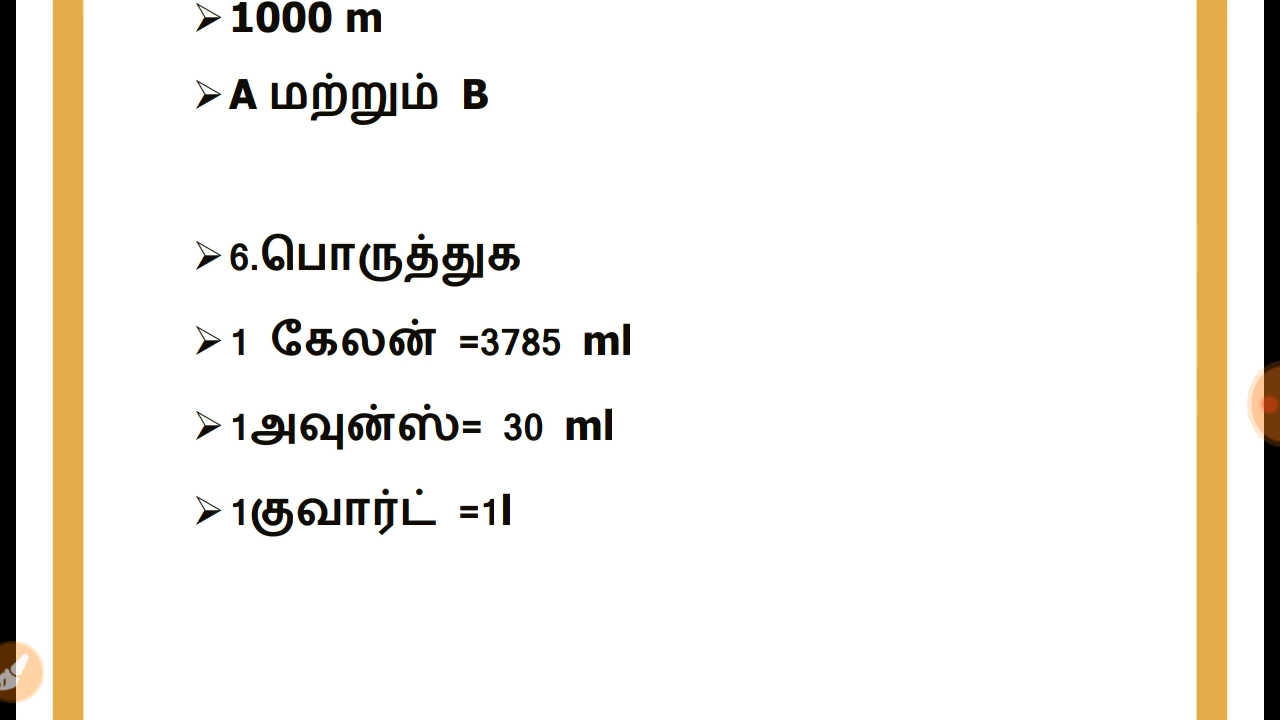 ➢1000 m
➢A மற்றும் B
➢6.பொருத்துக
➢1 கேலன் =3785 ml
➢1அவுன்ஸ்= 30 ml
➢1குவார்ட் =1l